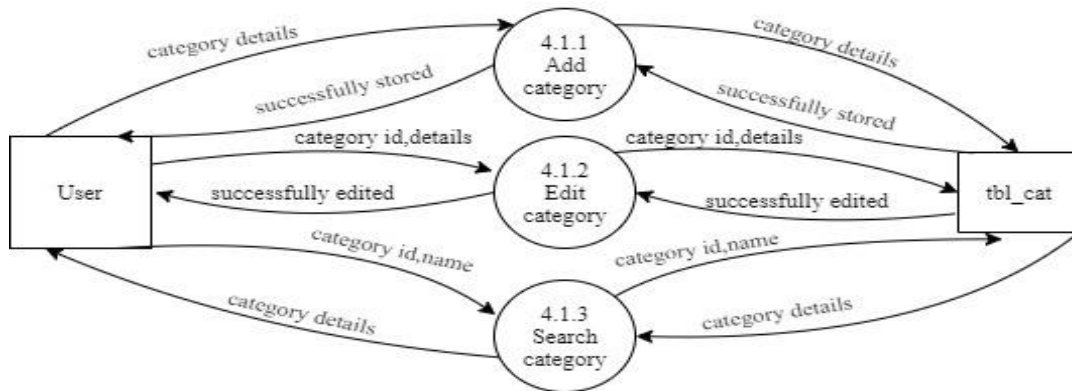 category details
4.1.1
Add
category
category details
successfully stored
successfully stored
category id,details
category id,details
User
4.1.2
Edit
category
tbl_cat
successfully edited
successfully edited
category id,name
category id,name
category details
4.1.3
Search
category
category details